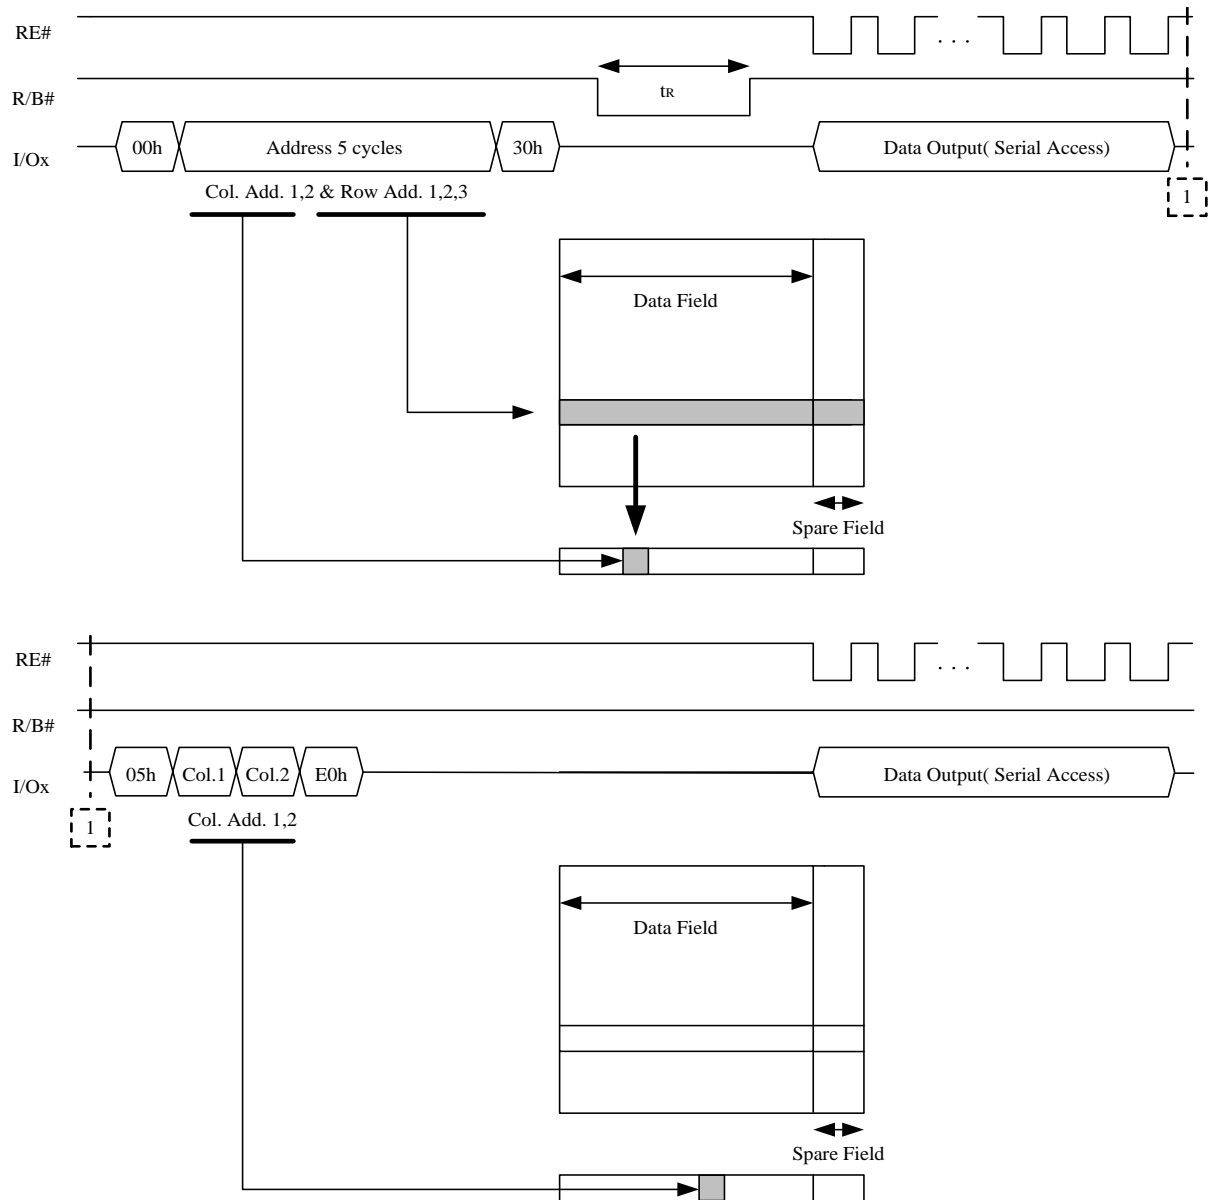 RE#
. . .
R/B#
tR
I/Ox
00h
Address 5 cycles
30h
Data Output( Serial Access)
Col. Add. 1,2 & Row Add. 1,2,3
1
Data Field
Spare Field
RE#
. . .
R/B#
I/Ox
05h
Col.1
Col.2
E0h
Data Output( Serial Access)
1
Col. Add. 1,2
Data Field
Spare Field